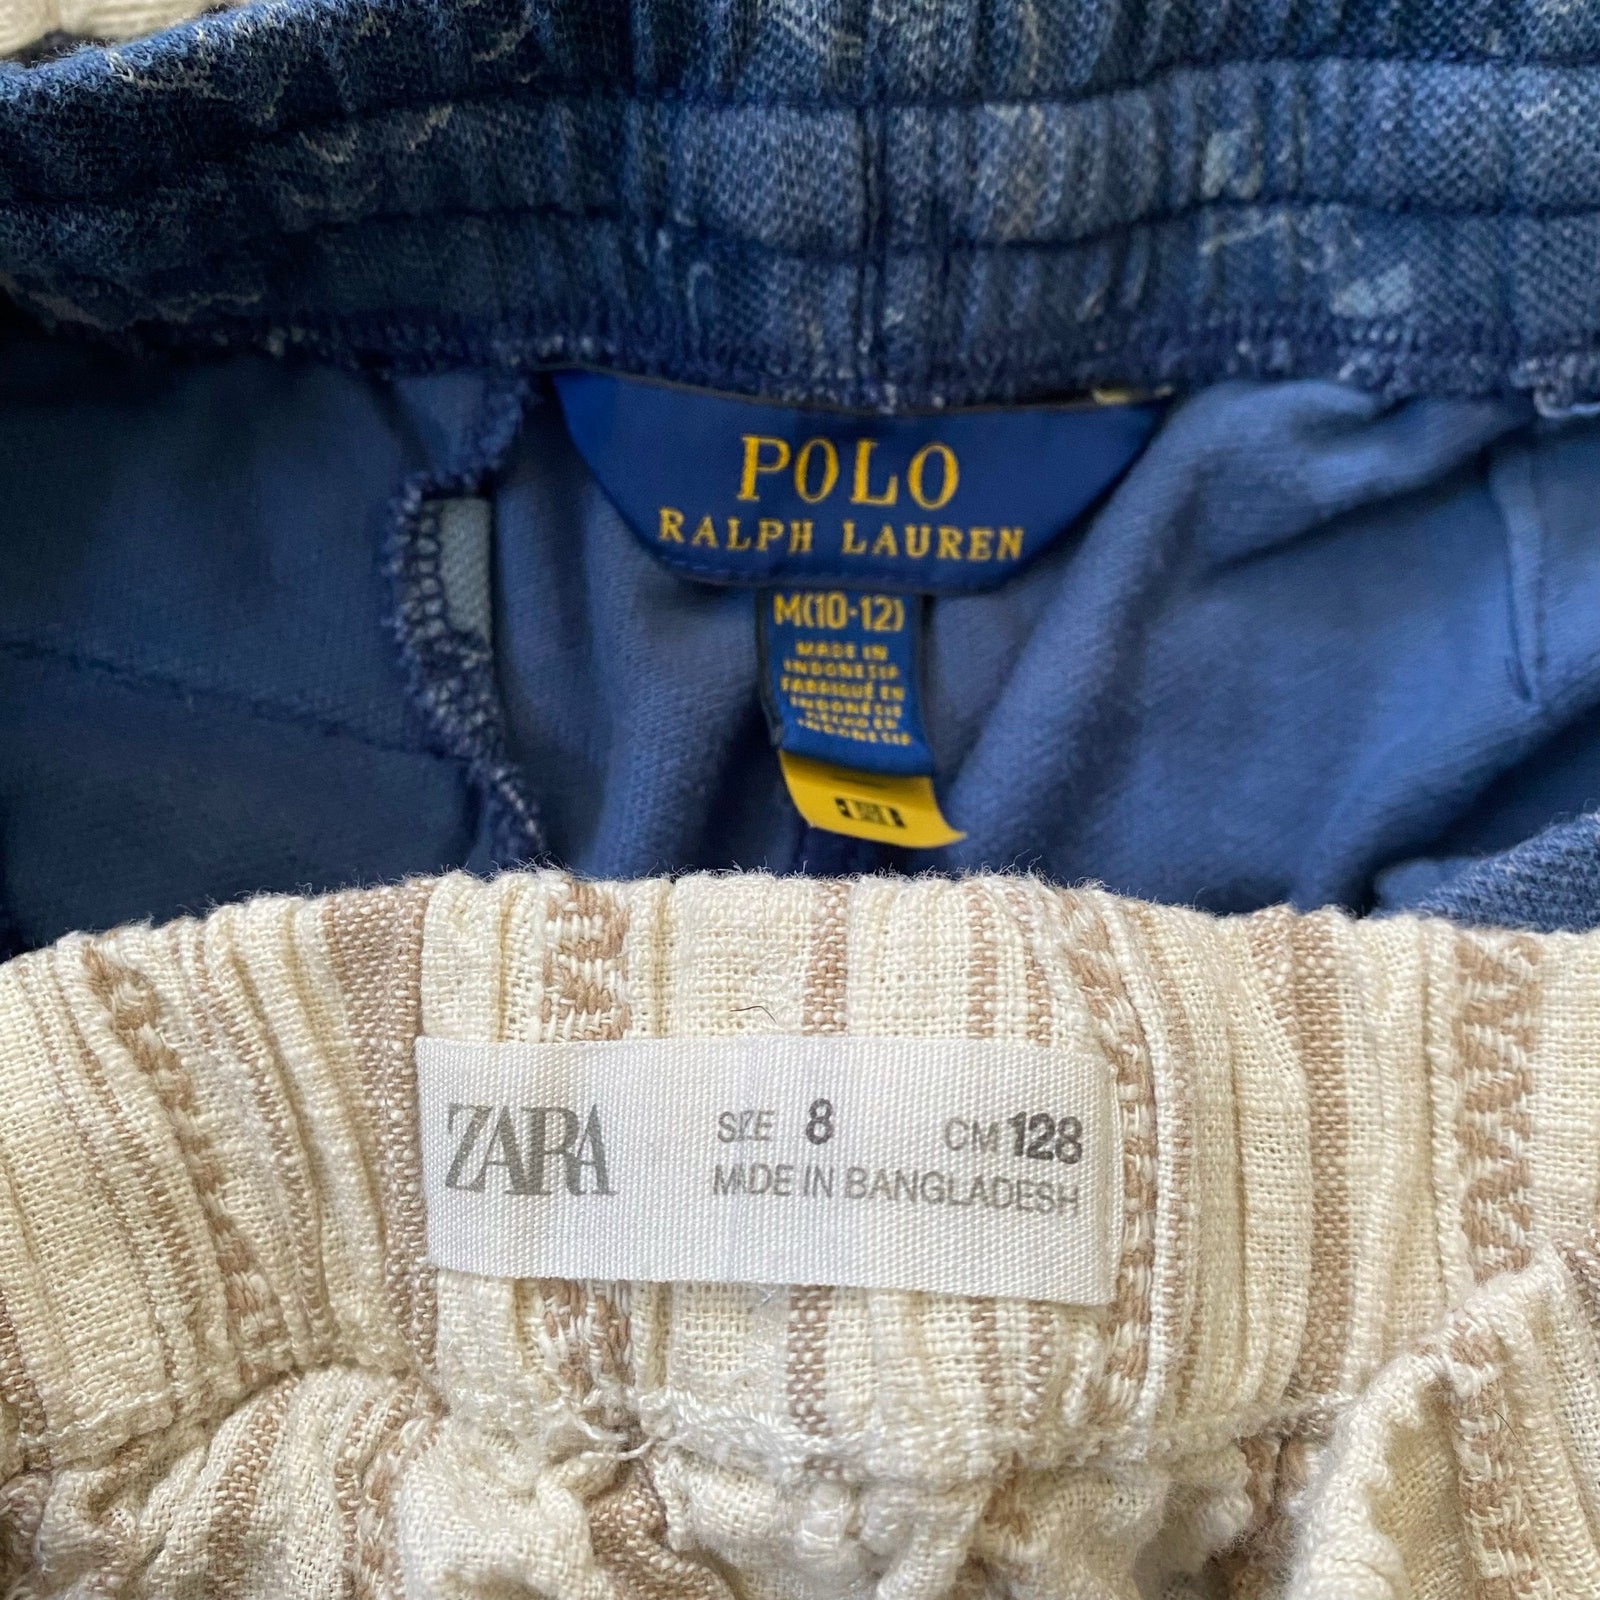 POLO
RALPH LAUREN
M(10-12)
MADE IN
INDONESIA
FABRIQUÉ EN
INDONÉSIE
HECHO EN
INDONESIA
ZARA
SIZE 8 CM 128
MADE IN BANGLADESH